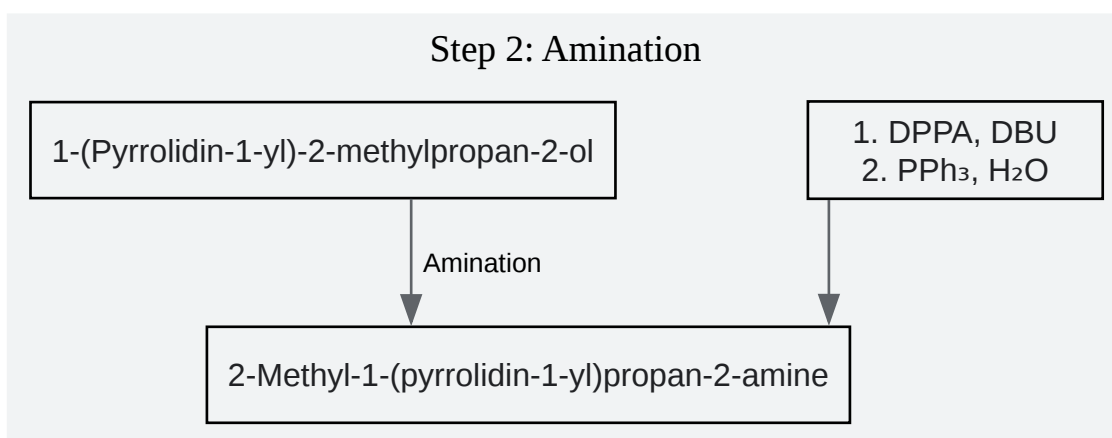 Step 2: Amination
1-(Pyrrolidin-1-yl)-2-methylpropan-2-ol
1. DPPA, DBU
2. PPh₃, H₂O
Amination
2-Methyl-1-(pyrrolidin-1-yl)propan-2-amine